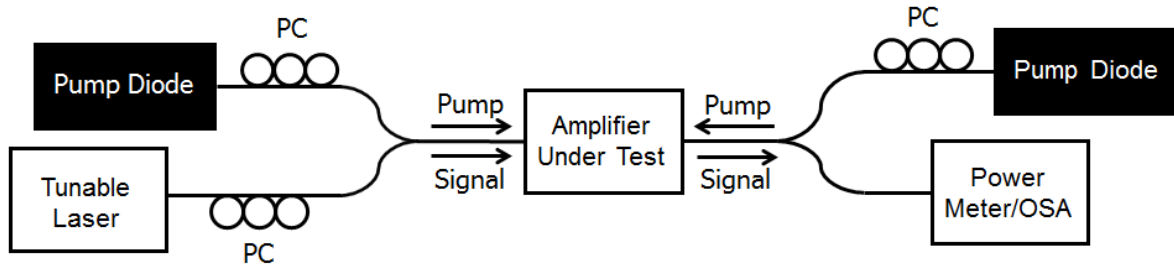 PC
Pump Diode
Tunable
Laser
PC
Pump
Signal
Amplifier
Under Test
Pump
Signal
PC
Pump Diode
Power
Meter/OSA